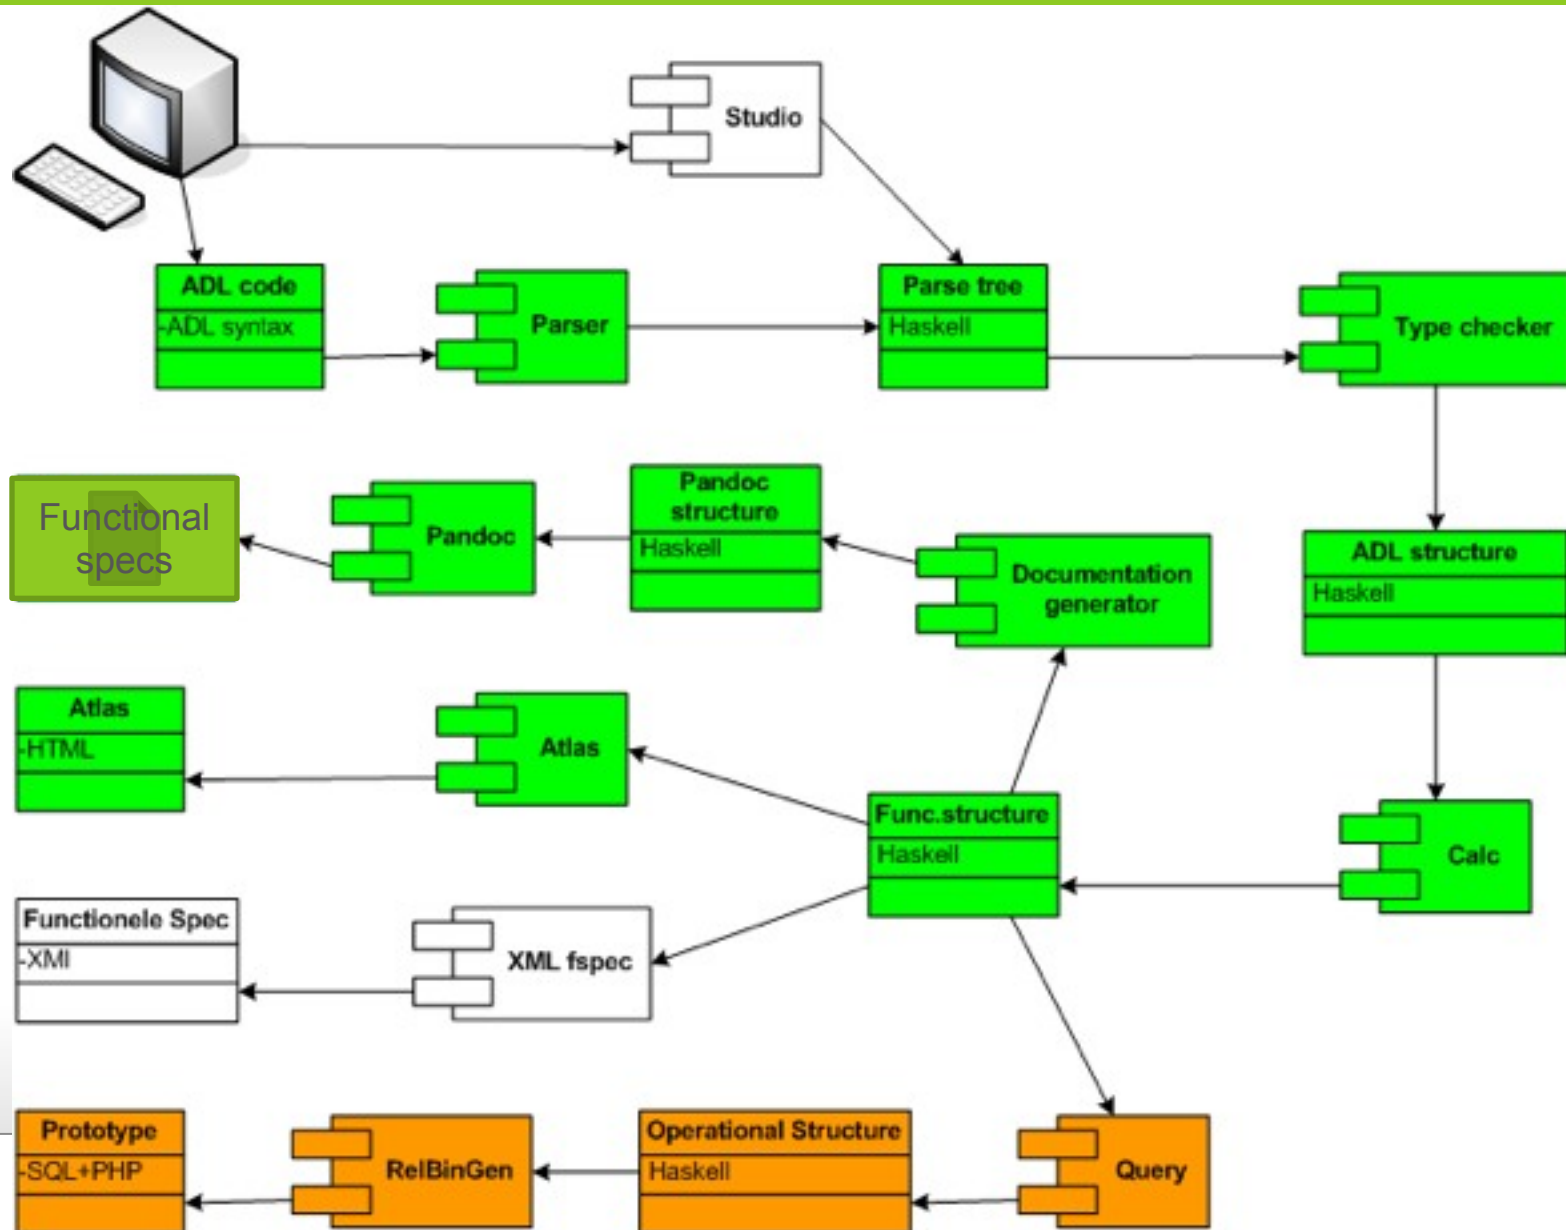 Studio
ADL code
-ADL syntax
Parser
Parse tree
Haskell
Type checker
Functional
specs
Pandoc
Pandoc
structure
Haskell
Documentation
generator
ADL structure
Haskell
Atlas
-HTML
Atlas
Func.structure
Haskell
Calc
Functionele Spec
-XMI
XML fspec
Prototype
-SQL+PHP
RelBinGen
Operational Structure
Haskell
Query